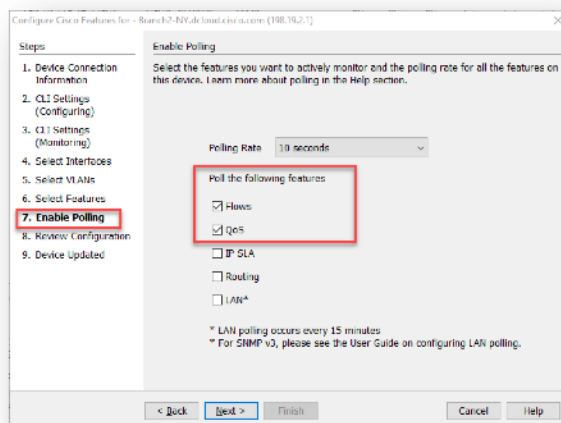 Configure Cisco Features for - Branch2-NY.dcloud.cisco.com (198.19.2.1)
Steps
1. Device Connection
Information
2. CLI Settings
(Configuring)
3. CLI Settings
(Monitoring)
4. Select Interfaces
5. Select VLANs
6. Select Features
7. Enable Polling
8. Review Configuration
9. Device Updated
Enable Polling
Select the features you want to actively monitor and the polling rate for all the features on
this device. Learn more about polling in the Help section.
Polling Rate 10 seconds
Poll the following features
Flows
QoS
IP SLA
Routing
LAN*
* LAN polling occurs every 15 minutes
* For SNMP v3, please see the User Guide on configuring LAN polling.
< Back Next > Finish Cancel Help